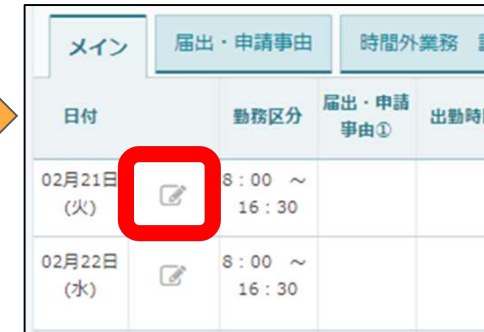 メイン
届出・申請事由
時間外業務
日付
勤務区分
届出・申請
事由①
出勤時
02月21日
(火)
8：00 ～
16：30
02月22日
(水)
8：00 ～
16：30